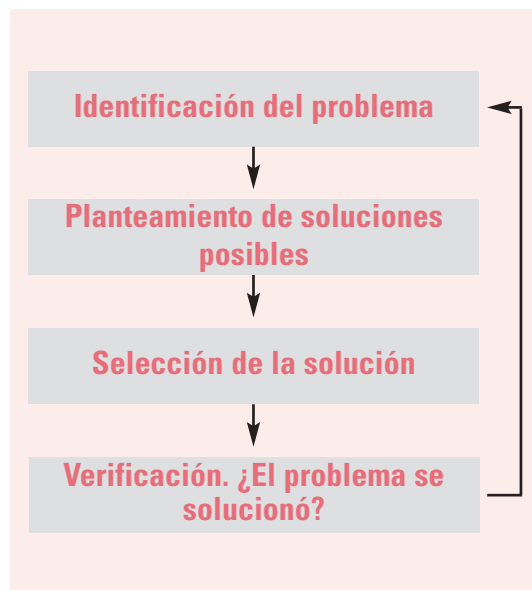 Identificación del problema
Planteamiento de soluciones
posibles
Selección de la solución
Verificación. ¿El problema se
solucionó?